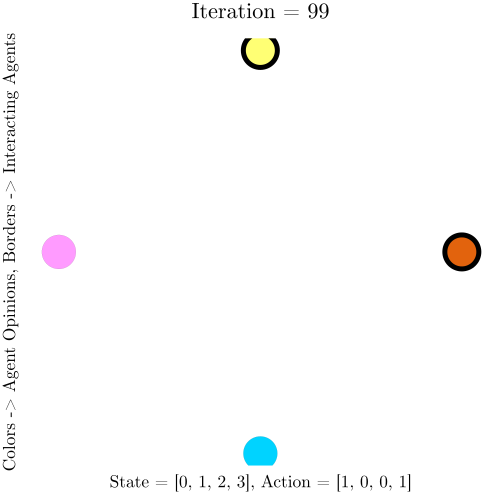 Iteration = 99
Colors -> Agent Opinions, Borders -> Interacting Agents
State = [0, 1, 2, 3], Action = [1, 0, 0, 1]